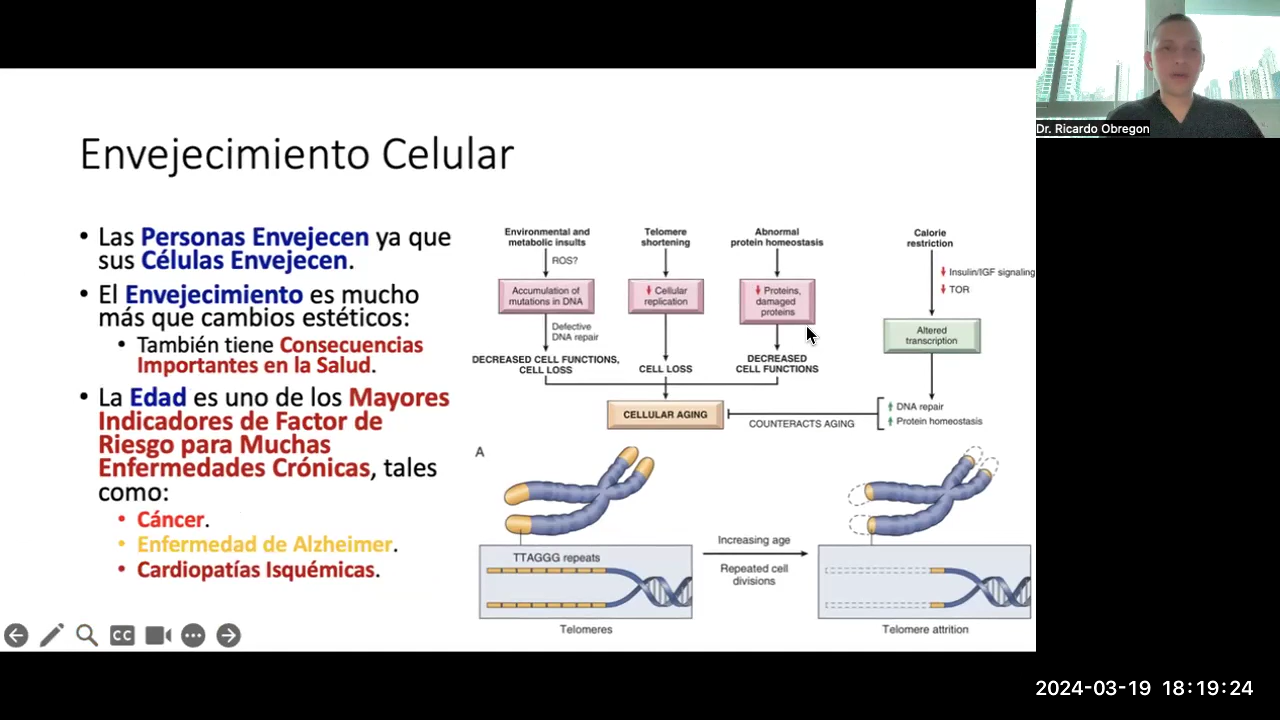 Dr. Ricardo Obregon
Envejecimiento Celular
• Las Personas Envejecen ya que
sus Células Envejecen.
• El Envejecimiento es mucho
más que cambios estéticos:
• También tiene Consecuencias
Importantes en la Salud.
• La Edad es uno de los Mayores
Indicadores de Factor de
Riesgo para Muchas
Enfermedades Crónicas, tales
como:
• Cáncer.
• Enfermedad de Alzheimer.
• Cardiopatías Isquémicas.
Environmental and
metabolic insults
ROS?
Accumulation of
mutations in DNA
Defective
DNA repair
DECREASED CELL FUNCTIONS,
CELL LOSS
Telomere
shortening
Cellular
replication
CELL LOSS
Abnormal
protein homeostasis
Proteins,
damaged
proteins
DECREASED
CELL FUNCTIONS
Calorie
restriction
Insulin/IGF signaling
TOR
Altered
transcription
DNA repair
Protein homeostasis
CELLULAR AGING
COUNTERACTS AGING
A
TTAGGG repeats
Telomeres
Increasing age
Repeated cell
divisions
Telomere attrition
CC
2024-03-19 18:19:24